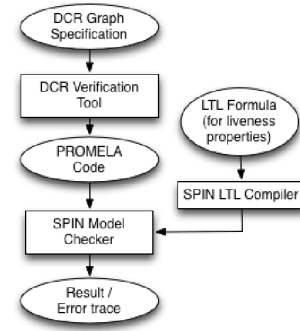 DCR Graph
Specification
DCR Verification
Tool
LTL Formula
(for liveness
properties)
PROMELA
Code
SPIN LTL Compiler
SPIN Model
Checker
Result /
Error trace